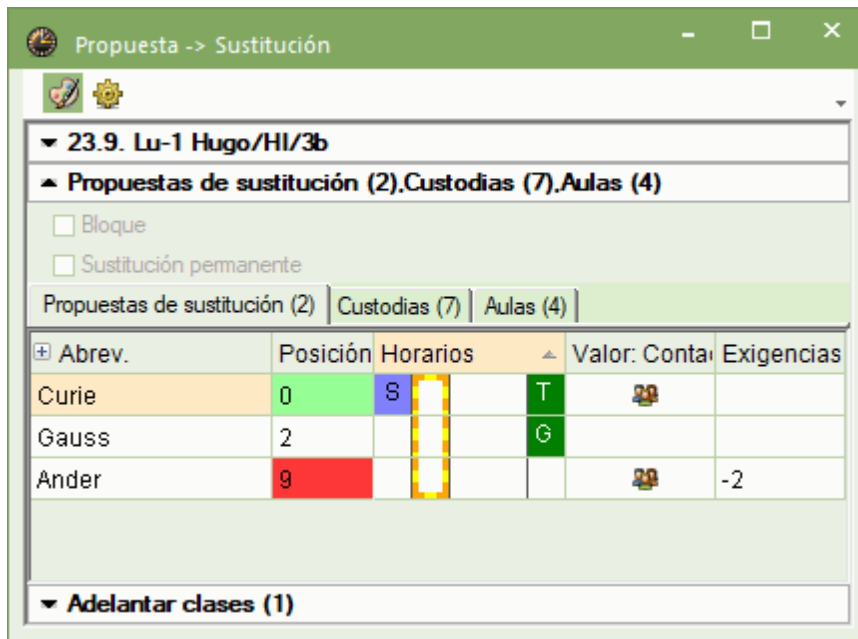 Propuesta -> Sustitución
23.9. Lu-1 Hugo/HI/3b
Propuestas de sustitución (2),Custodias (7),Aulas (4)
Bloque
Sustitución permanente
Propuestas de sustitución (2) Custodias (7) Aulas (4)
Abrev. Posición Horarios Valor: Conta Exigencias
Curie 0 S T
Gauss 2 G
Ander 9 -2
Adelantar clases (1)